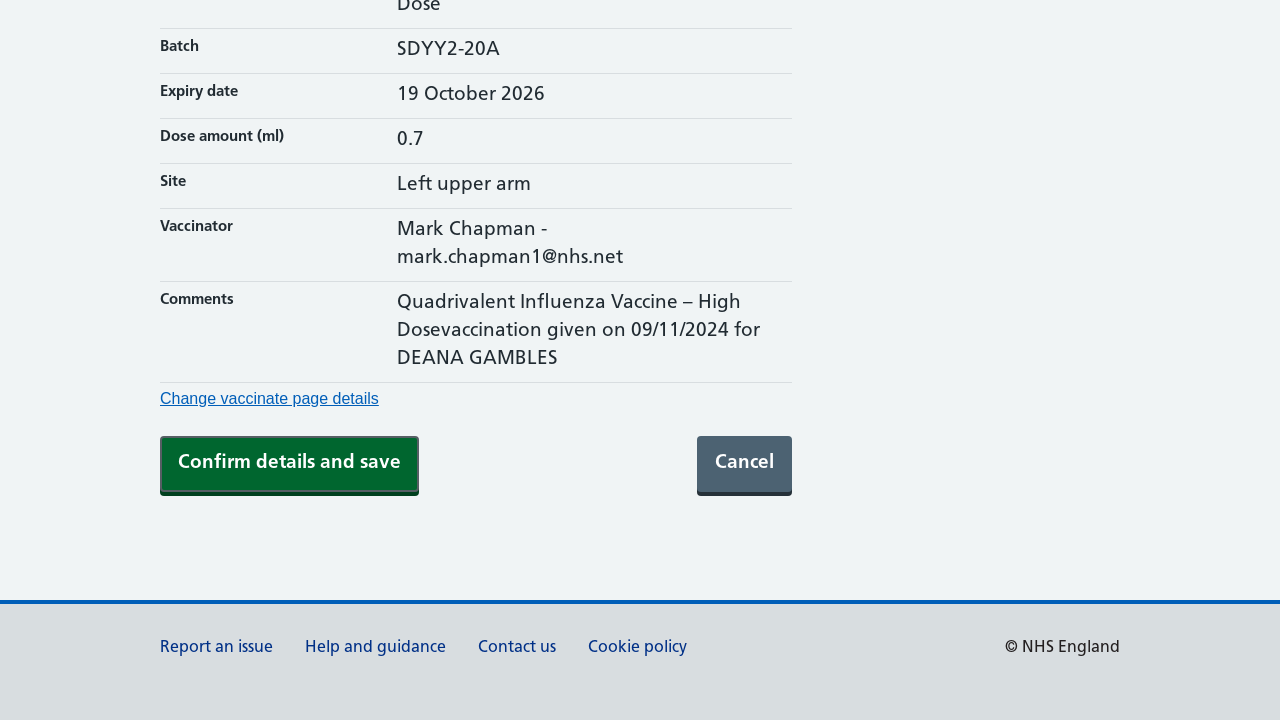 Dose
Batch
SDYY2-20A
Expiry date
19 October 2026
Dose amount (ml)
0.7
Site
Left upper arm
Vaccinator
Mark Chapman -
mark.chapman1@nhs.net
Comments
Quadrivalent Influenza Vaccine – High
Dosevaccination given on 09/11/2024 for
DEANA GAMBLES
Change vaccinate page details
Confirm details and save
Cancel
Report an issue
Help and guidance
Contact us
Cookie policy
© NHS England